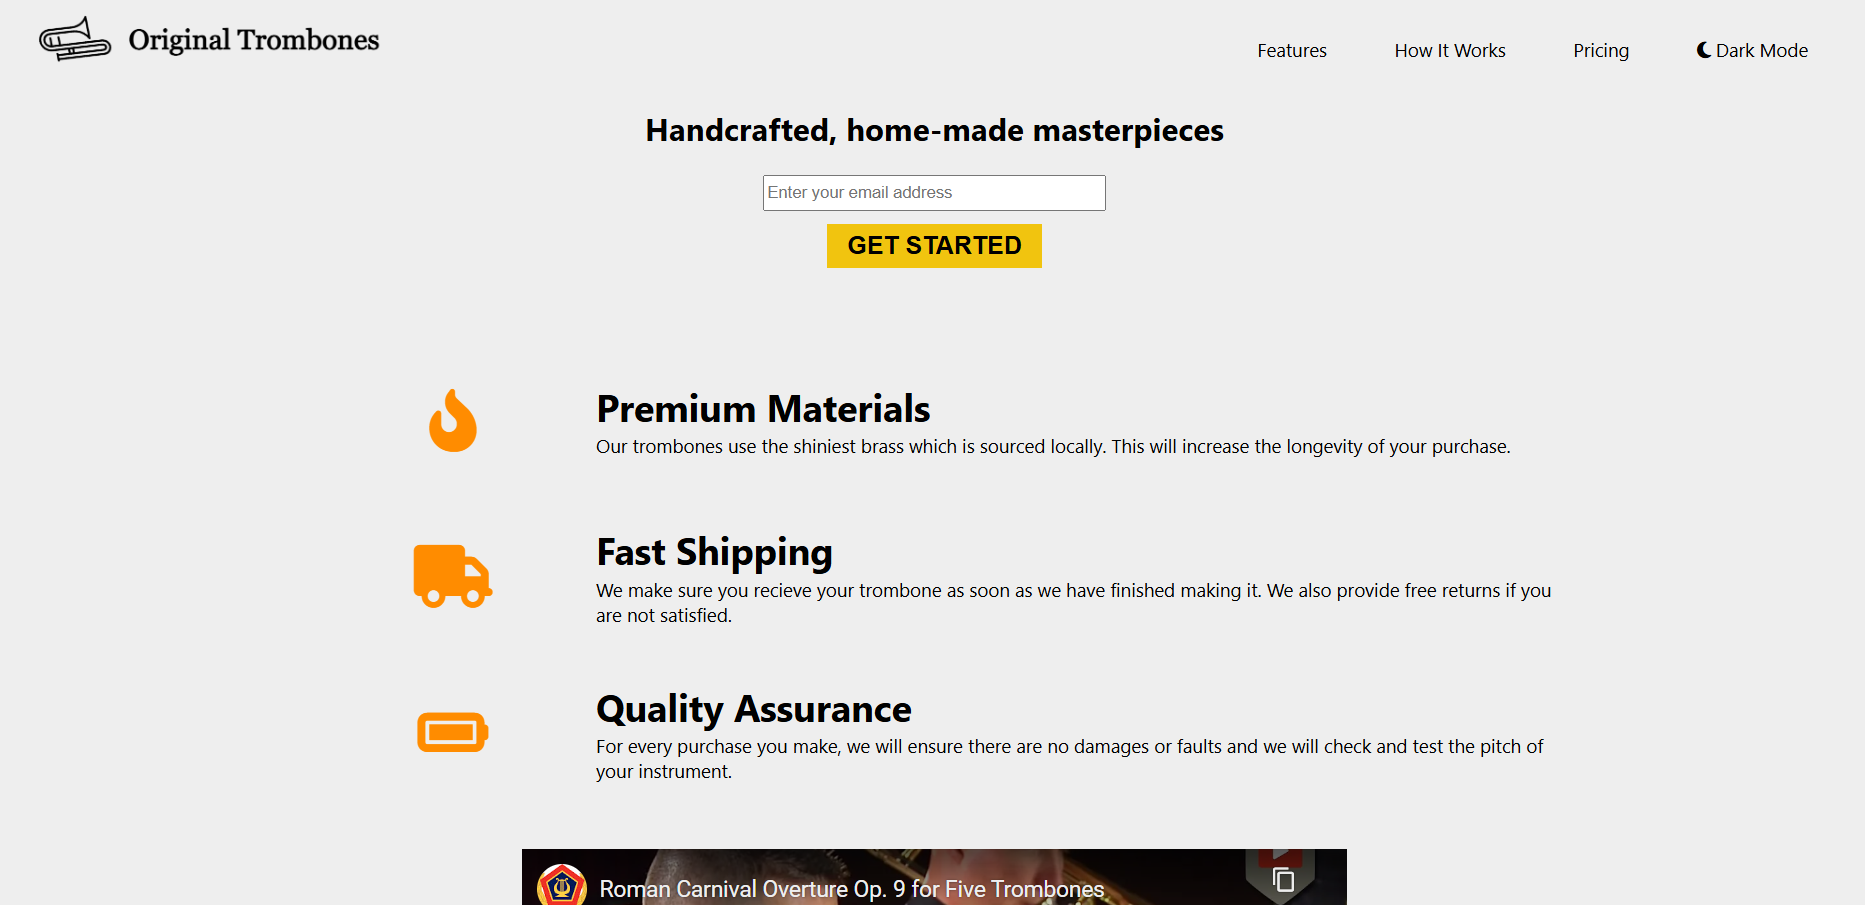 Original Trombones
Features
How It Works
Pricing
Dark Mode
Handcrafted, home-made masterpieces
Enter your email address
GET STARTED
Premium Materials
Our trombones use the shiniest brass which is sourced locally. This will increase the longevity of your purchase.
Fast Shipping
We make sure you recieve your trombone as soon as we have finished making it. We also provide free returns if you
are not satisfied.
Quality Assurance
For every purchase you make, we will ensure there are no damages or faults and we will check and test the pitch of
your instrument.
Roman Carnival Overture Op. 9 for Five Trombones